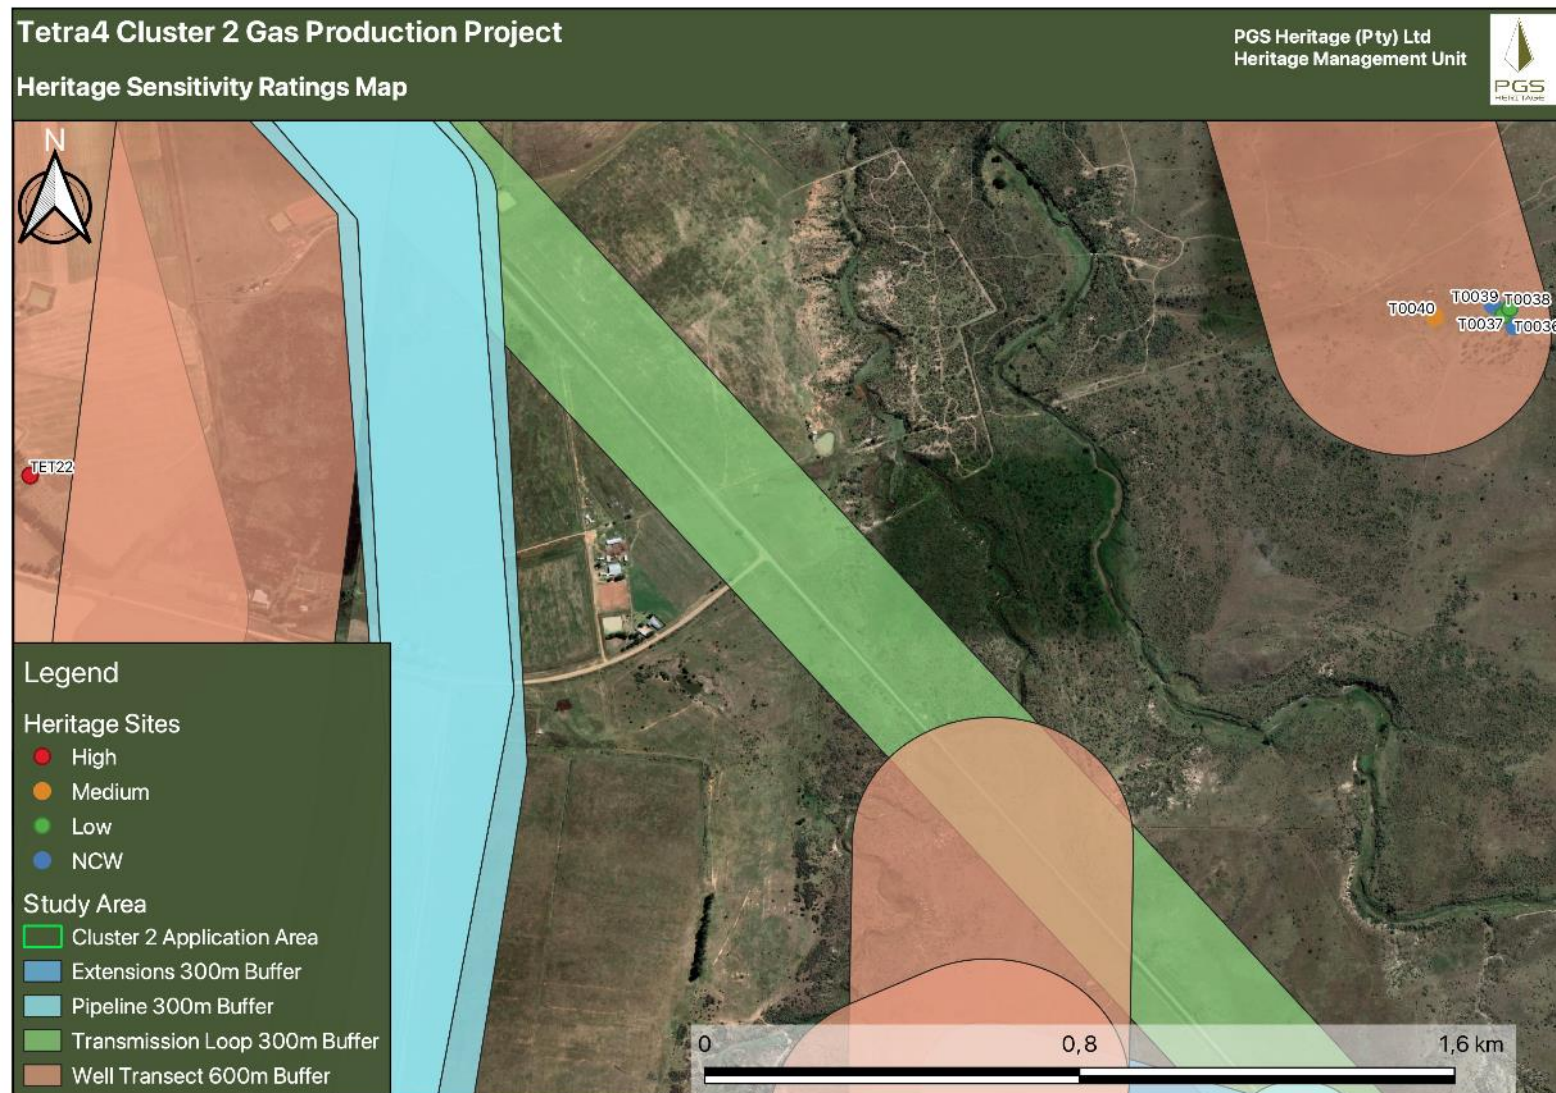 Tetra4 Cluster 2 Gas Production Project
Heritage Sensitivity Ratings Map
PGS Heritage (Pty) Ltd
Heritage Management Unit
PGS
HERITAGE
N
T0039 T0038
T0040
T0037 T0036
TET22
Legend
Heritage Sites
High
Medium
Low
NCW
Study Area
Cluster 2 Application Area
Extensions 300m Buffer
Pipeline 300m Buffer
Transmission Loop 300m Buffer
Well Transect 600m Buffer
0 0,8 1,6 km